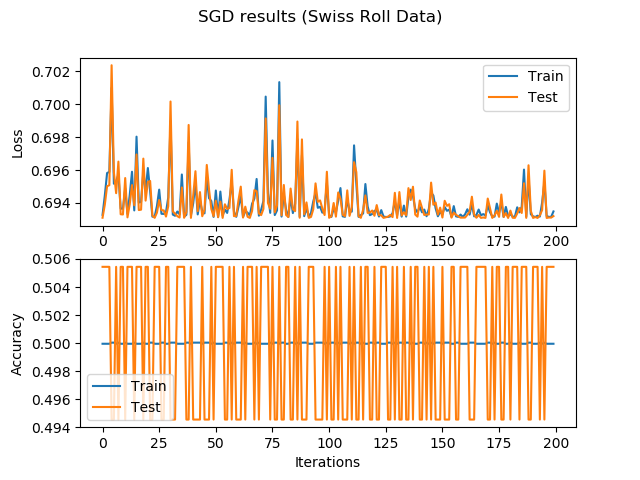 SGD results (Swiss Roll Data)
0.702
0.700
0.698
0.696
0.694
Loss
Train
Test
0 25 50 75 100 125 150 175 200
0.506
0.504
0.502
0.500
0.498
0.496
0.494
Accuracy
Train
Test
0 25 50 75 100 125 150 175 200
Iterations